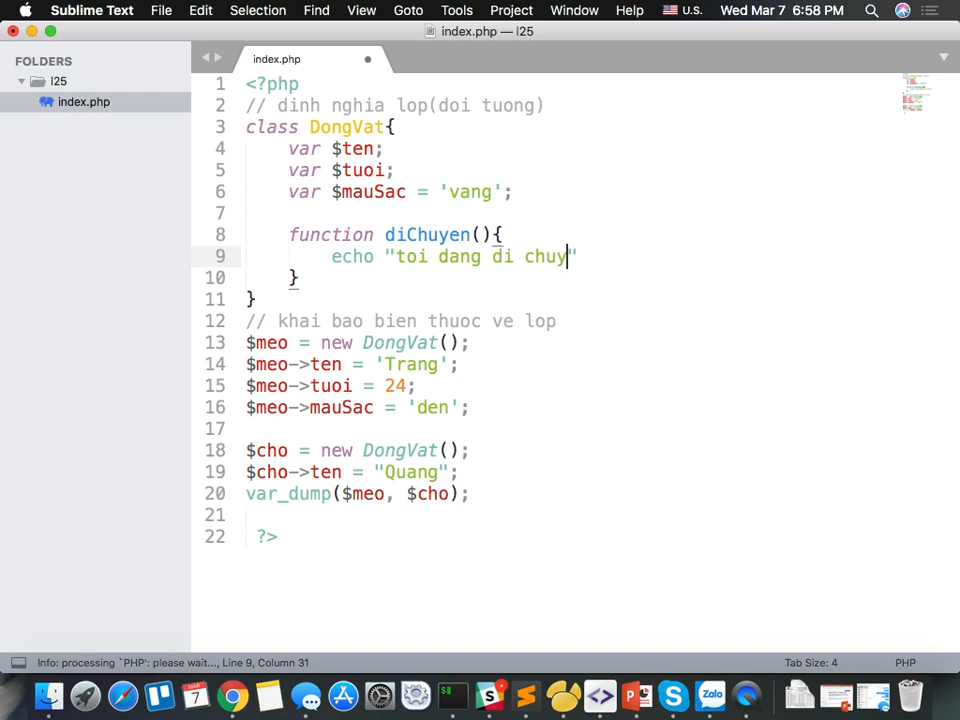 Sublime Text File Edit Selection Find View Goto Tools Project Window Help U.S. Wed Mar 7 6:58 PM
index.php — l25
FOLDERS
l25
index.php
index.php
1 <?php
2 // dinh nghia lop(doi tuong)
3 class DongVat{
4 var $ten;
5 var $tuoi;
6 var $mauSac = 'vang';
7
8 function diChuyen(){
9 echo "toi dang di chuy"
10 }
11 }
12 // khai bao bien thuoc ve lop
13 $meo = new DongVat();
14 $meo->ten = 'Trang';
15 $meo->tuoi = 24;
16 $meo->mauSac = 'den';
17
18 $cho = new DongVat();
19 $cho->ten = "Quang";
20 var_dump($meo, $cho);
21
22 ?>
Info: processing `PHP': please wait..., Line 9, Column 31 Tab Size: 4 PHP
MAR 7 Zalo